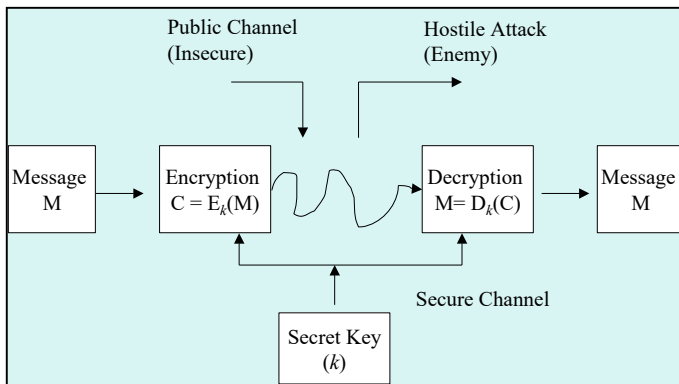 Public Channel
(Insecure)
Hostile Attack
(Enemy)
Message
M
Encryption
C = Eₖ(M)
Decryption
M= Dₖ(C)
Message
M
Secure Channel
Secret Key
(k)